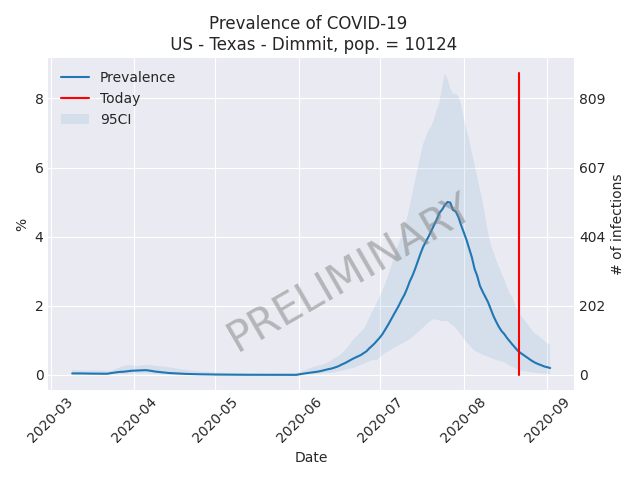 Prevalence of COVID-19
US - Texas - Dimmit, pop. = 10124
Prevalence
Today
95CI
8
6
4
2
0
%
809
607
404
202
0
# of infections
PRELIMINARY
2020-03
2020-04
2020-05
2020-06
2020-07
2020-08
2020-09
Date